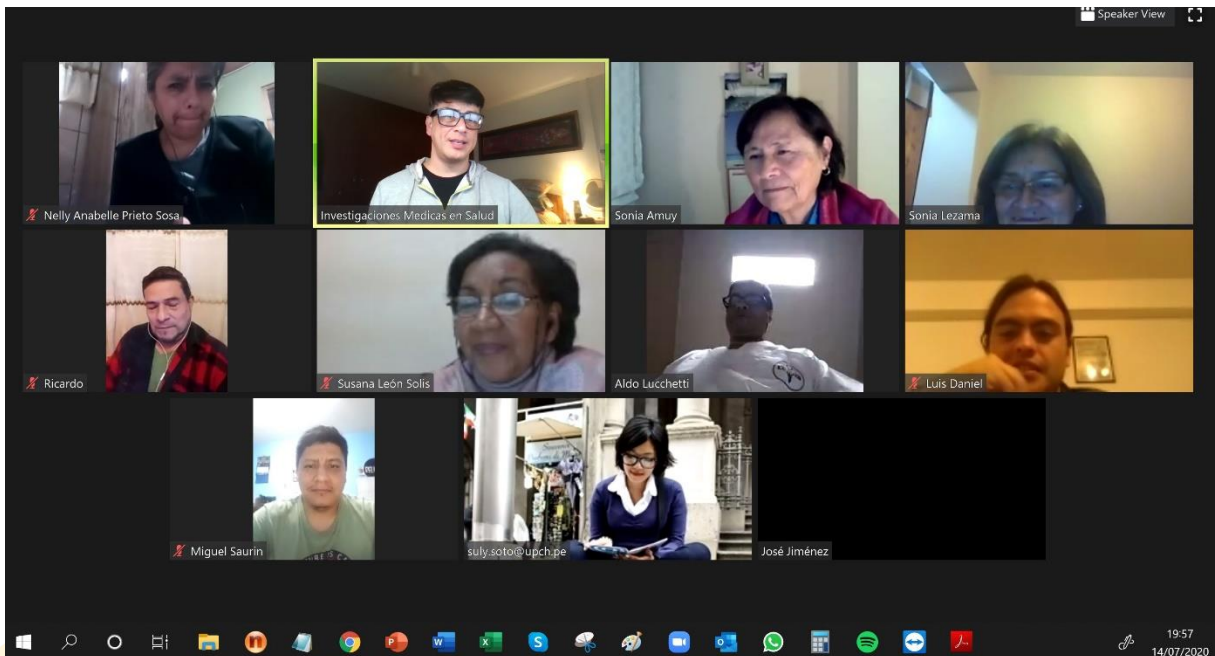 Speaker View
Nelly Anabelle Prieto Sosa
Investigaciones Medicas en Salud
Sonia Amuy
Sonia Lezama
Ricardo
Susana León Solis
Aldo Lucchetti
Luis Daniel
Miguel Saurin
suly.soto@upch.pe
José Jiménez
19:57
14/07/2020